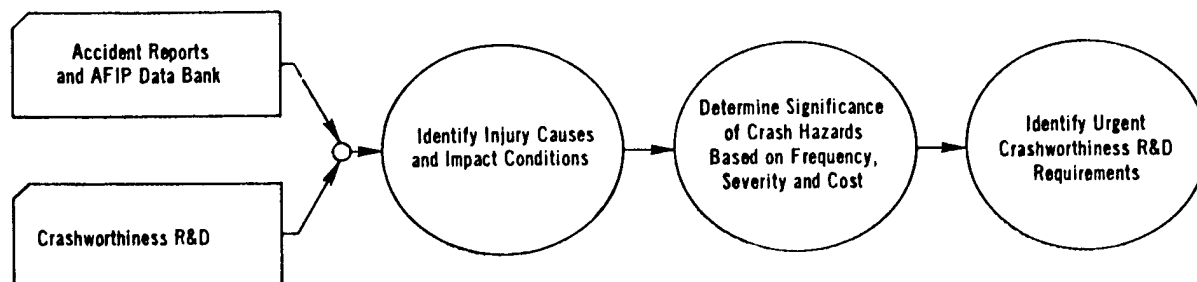 Accident Reports
and AFIP Data Bank
Crashworthiness R&D
Identify Injury Causes
and Impact Conditions
Determine Significance
of Crash Hazards
Based on Frequency,
Severity and Cost
Identify Urgent
Crashworthiness R&D
Requirements